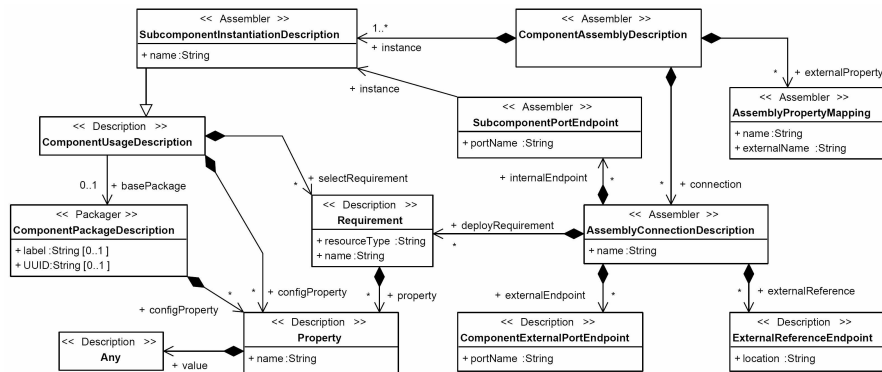 << Assembler >>
SubcomponentInstantiationDescription
+ name :String
1..*
+ instance
<< Assembler >>
ComponentAssemblyDescription
* + externalProperty
+ instance
<< Assembler >>
AssemblyPropertyMapping
+ name :String
+ externalName :String
<< Assembler >>
SubcomponentPortEndpoint
+ portName :String
<< Description >>
ComponentUsageDescription
0..1 + basePackage
* + selectRequirement
+ internalEndpoint *
* + connection
<< Packager >>
ComponentPackageDescription
+ label :String [0..1 ]
+ UUID:String [0..1 ]
<< Description >>
Requirement
+ resourceType :String
+ name :String
+ deployRequirement
*
<< Assembler >>
AssemblyConnectionDescription
+ configProperty *
* + configProperty
* + property
+ externalEndpoint *
* + externalReference
<< Description >>
Any
+ value
<< Description >>
Property
+ name :String
<< Description >>
ComponentExternalPortEndpoint
+ portName :String
<< Description >>
ExternalReferenceEndpoint
+ location :String